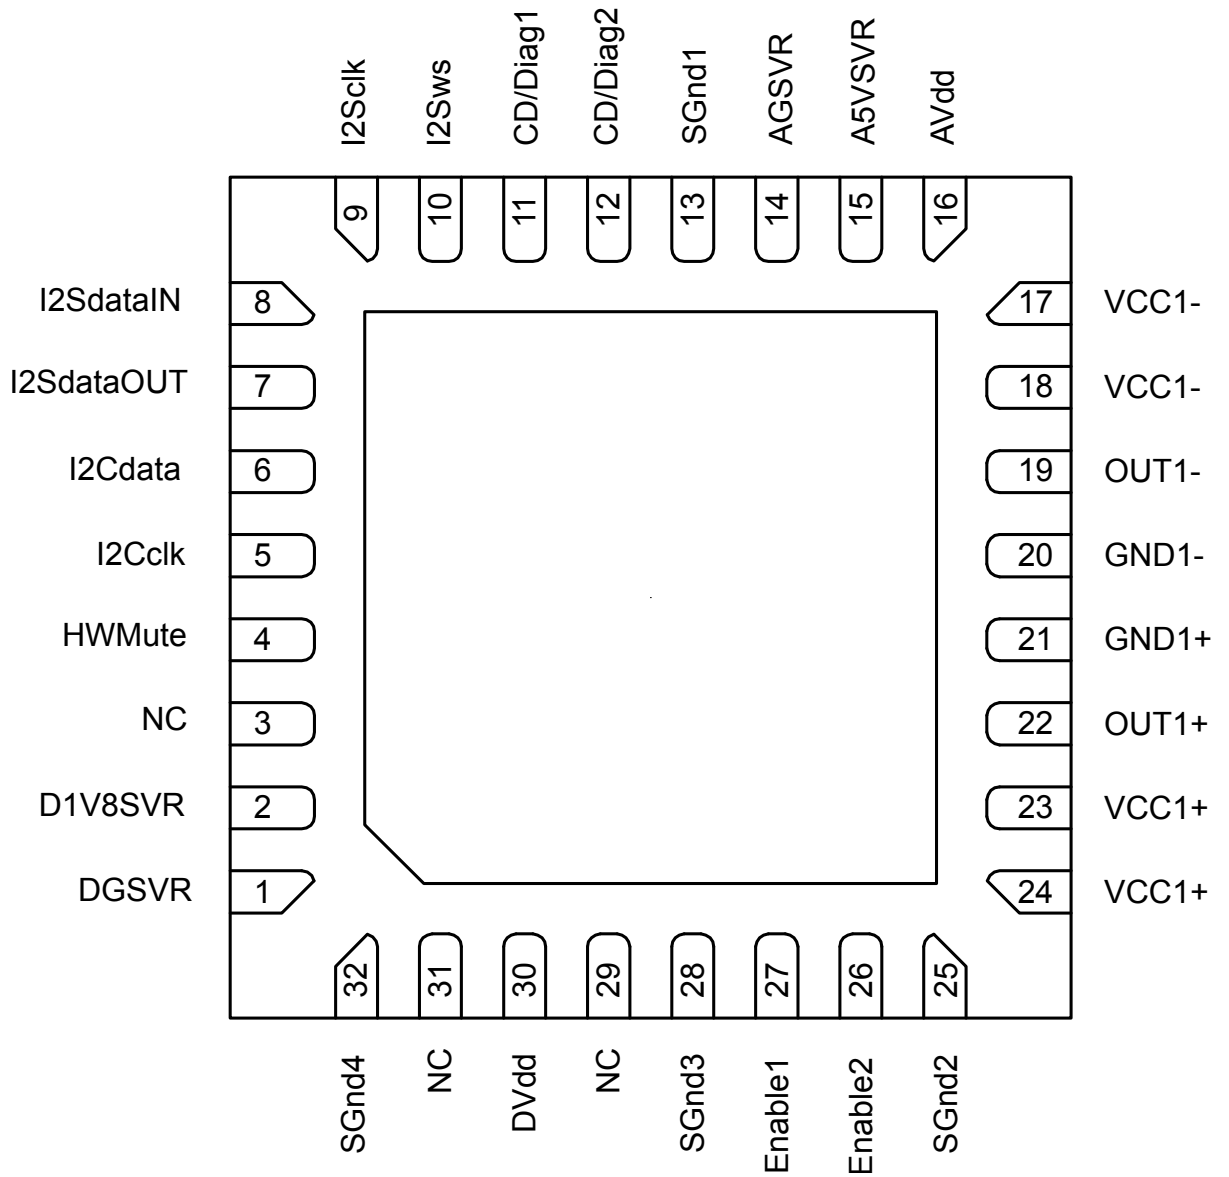 I2Sclk
I2Sws
CD/Diag1
CD/Diag2
SGnd1
AGSVR
A5VSVR
AVdd
9
10
11
12
13
14
15
16
I2SdataIN 8
17 VCC1-
I2SdataOUT 7
18 VCC1-
I2Cdata 6
19 OUT1-
I2Cclk 5
20 GND1-
HWMute 4
21 GND1+
NC 3
22 OUT1+
D1V8SVR 2
23 VCC1+
DGSVR 1
24 VCC1+
32
31
30
29
28
27
26
25
SGnd4
NC
DVdd
NC
SGnd3
Enable1
Enable2
SGnd2